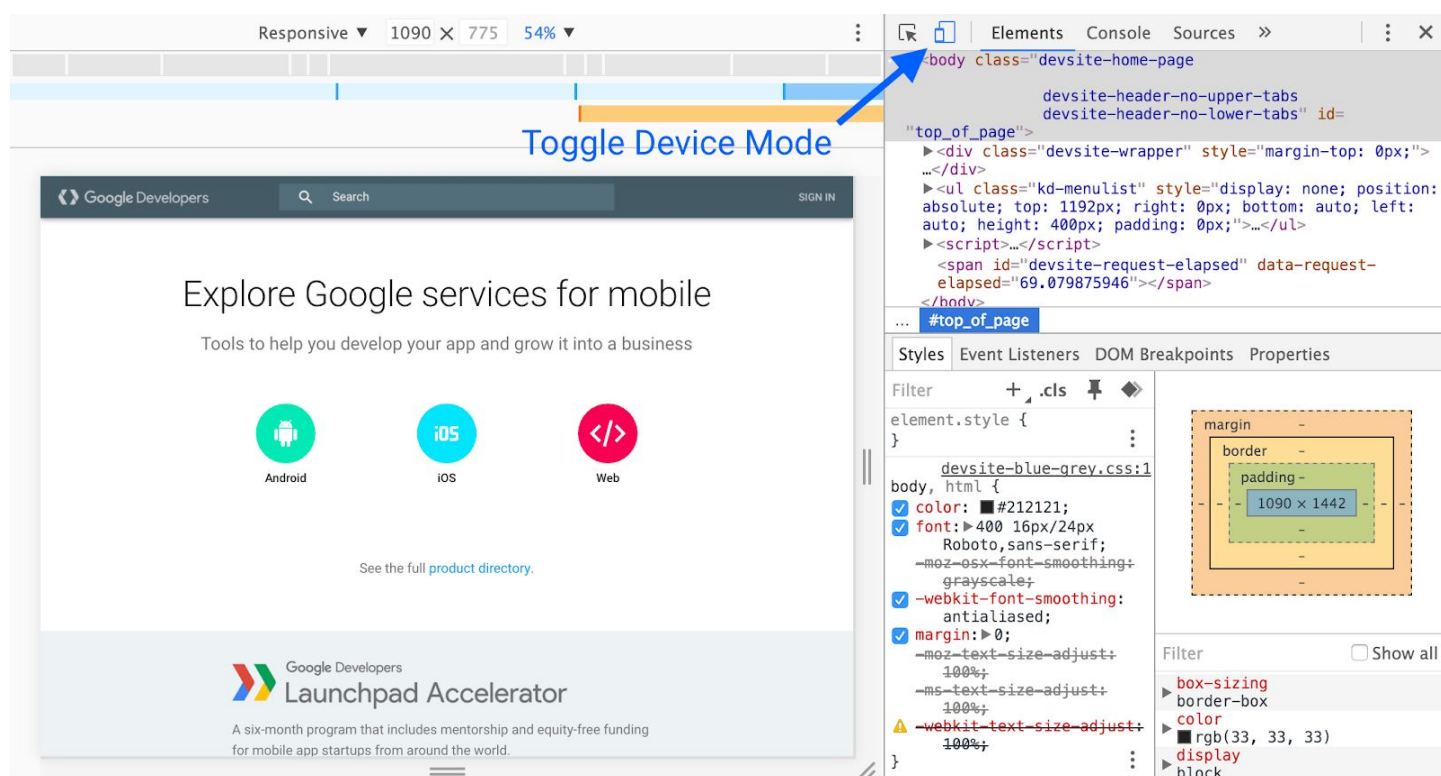 Responsive ▼ 1090 × 775 54% ▼
Toggle Device Mode
Google Developers Search SIGN IN
Explore Google services for mobile
Tools to help you develop your app and grow it into a business
Android iOS Web
See the full product directory.
Google Developers
Launchpad Accelerator
A six-month program that includes mentorship and equity-free funding
for mobile app startups from around the world.
Elements Console Sources »
<body class="devsite-home-page
devsite-header-no-upper-tabs
devsite-header-no-lower-tabs" id=
"top_of_page">
▶<div class="devsite-wrapper" style="margin-top: 0px;">
…</div>
▶<ul class="kd-menulist" style="display: none; position:
absolute; top: 1192px; right: 0px; bottom: auto; left:
auto; height: 400px; padding: 0px;">…</ul>
▶<script>…</script>
<span id="devsite-request-elapsed" data-request-
elapsed="69.079875946"></span>
</body>
... #top_of_page
Styles Event Listeners DOM Breakpoints Properties
Filter + .cls
element.style {
}
devsite-blue-grey.css:1
body, html {
color: #212121;
font:▶400 16px/24px
Roboto,sans-serif;
-moz-osx-font-smoothing:
grayscale;
-webkit-font-smoothing:
antialiased;
margin:▶0;
-moz-text-size-adjust:
100%;
-ms-text-size-adjust:
100%;
-webkit-text-size-adjust:
100%;
}
margin -
border -
padding -
- - - 1090 × 1442 - - -
-
-
-
Filter Show all
▶ box-sizing
border-box
▶ color
rgb(33, 33, 33)
▶ display
block